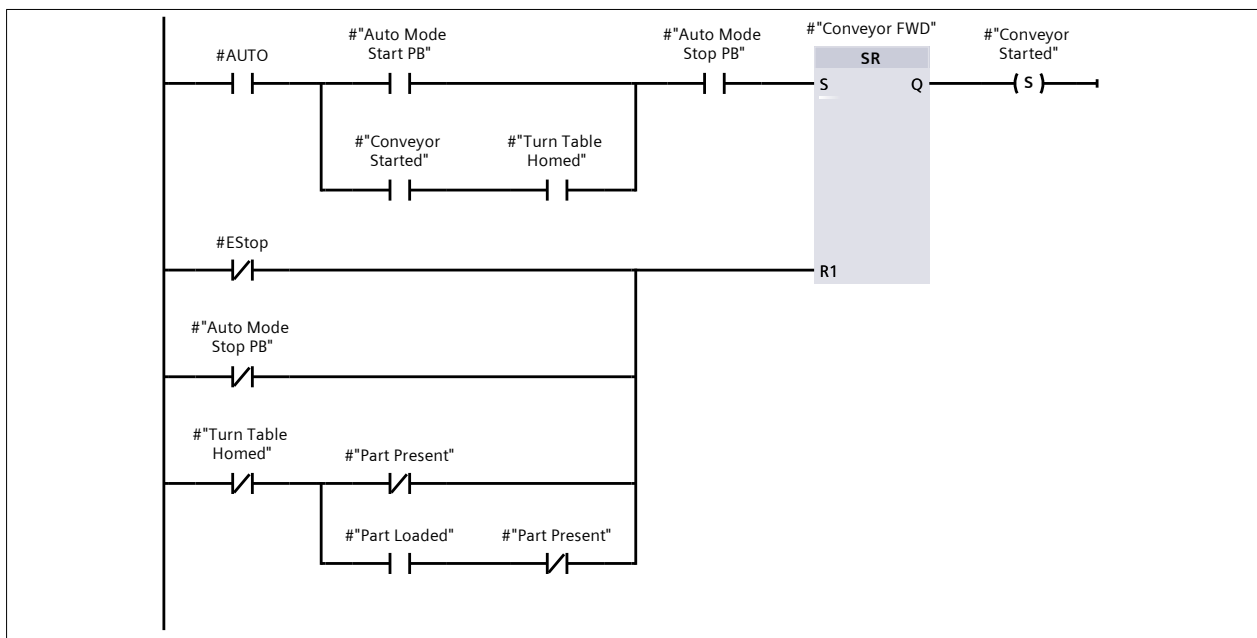 #AUTO
#"Auto Mode
Start PB"
#"Auto Mode
Stop PB"
#"Conveyor FWD"
SR
S
Q
#"Conveyor
Started"
( S )
#"Conveyor
Started"
#"Turn Table
Homed"
#EStop
R1
#"Auto Mode
Stop PB"
#"Turn Table
Homed"
#"Part Present"
#"Part Loaded"
#"Part Present"